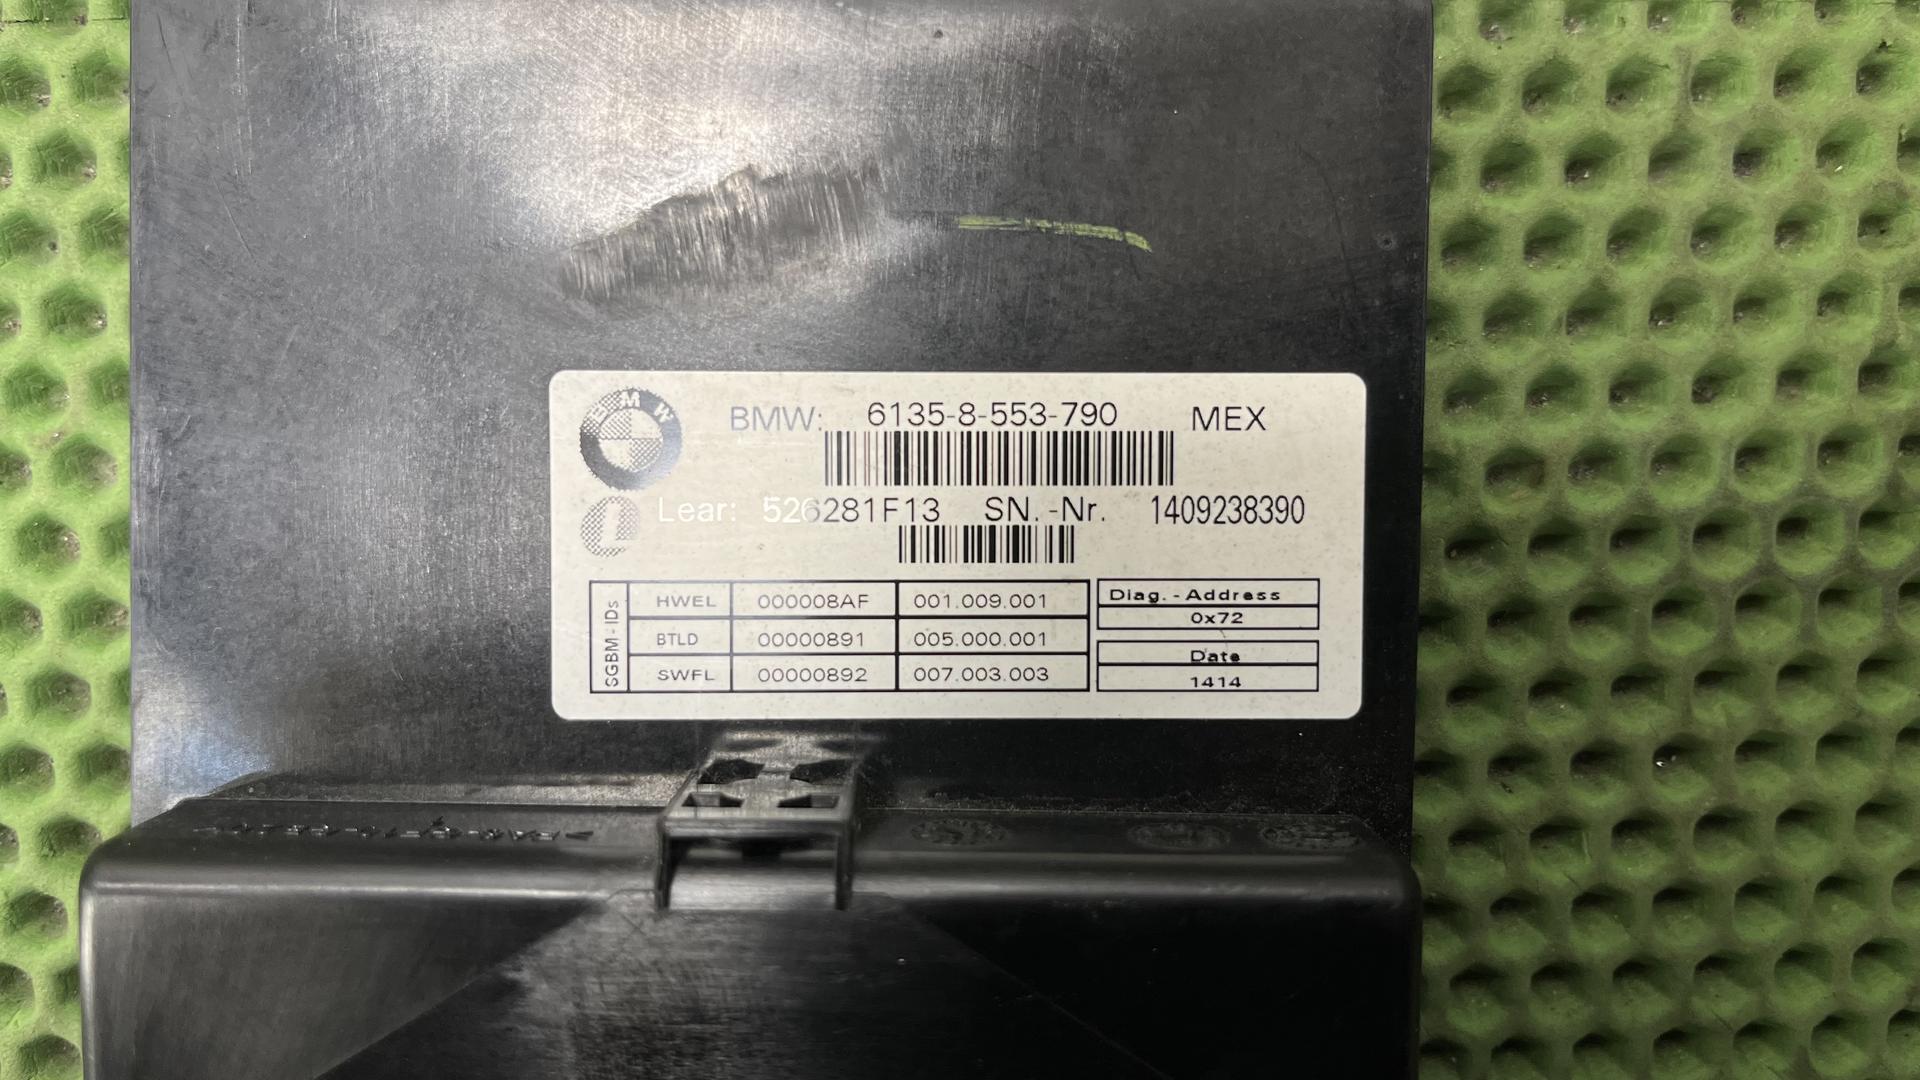 BMW
BMW: 6135-8-553-790 MEX
L
Lear: 526281F13 SN.-Nr. 1409238390
SGBM-IDs
HWEL 000008AF 001.009.001
BTLD 00000891 005.000.001
SWFL 00000892 007.003.003
Diag.-Address
0x72
Date
1414